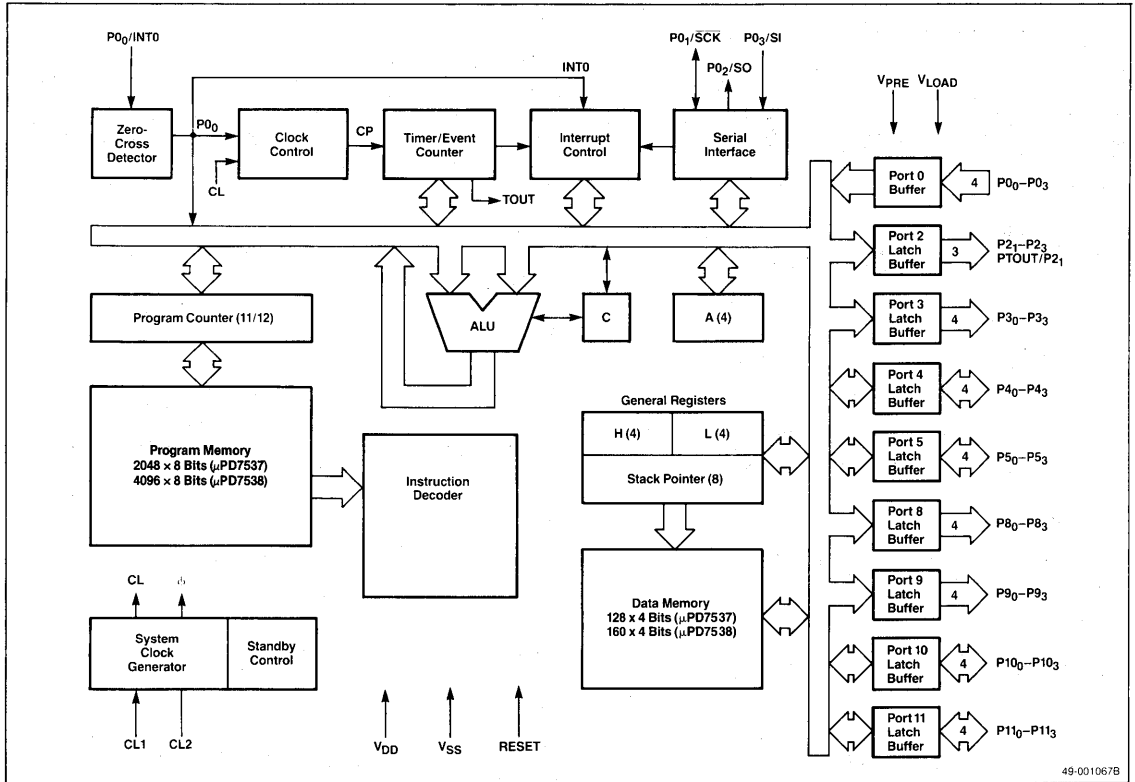 P0₀/INT0
P0₁/SCK
P0₃/SI
P0₂/SO
INT0
VPRE
VLOAD
Zero-
Cross
Detector
P0₀
CL
Clock
Control
CP
Timer/Event
Counter
TOUT
Interrupt
Control
Serial
Interface
Port 0
Buffer
4
P0₀–P0₃
Port 2
Latch
Buffer
3
P2₁–P2₃
PTOUT/P2₁
Port 3
Latch
Buffer
4
P3₀–P3₃
Port 4
Latch
Buffer
4
P4₀–P4₃
Port 5
Latch
Buffer
4
P5₀–P5₃
Port 8
Latch
Buffer
4
P8₀–P8₃
Port 9
Latch
Buffer
4
P9₀–P9₃
Port 10
Latch
Buffer
4
P10₀–P10₃
Port 11
Latch
Buffer
4
P11₀–P11₃
Program Counter (11/12)
ALU
C
A (4)
Program Memory
2048 × 8 Bits (µPD7537)
4096 × 8 Bits (µPD7538)
Instruction
Decoder
General Registers
H (4)
L (4)
Stack Pointer (8)
Data Memory
128 x 4 Bits (µPD7537)
160 x 4 Bits (µPD7538)
CL
System
Clock
Generator
Standby
Control
CL1
CL2
VDD
VSS
RESET
49-001067B